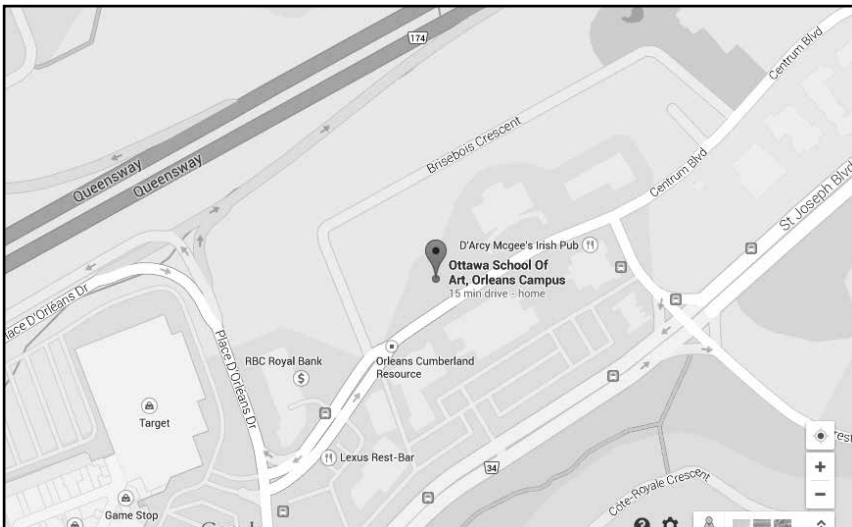 174
Centrum Blvd
Queensway
Queensway
Brisebois Crescent
Centrum Blvd
St Joseph Blvd
D'Arcy Mcgee's Irish Pub
Ottawa School Of
Art, Orleans Campus
15 min drive - home
Place D'Orléans Dr
Place D'Orléans Dr
RBC Royal Bank
$
Orleans Cumberland
Resource
Target
Lexus Rest-Bar
34
Game Stop
Côte-Royale Crescent
+
−
?